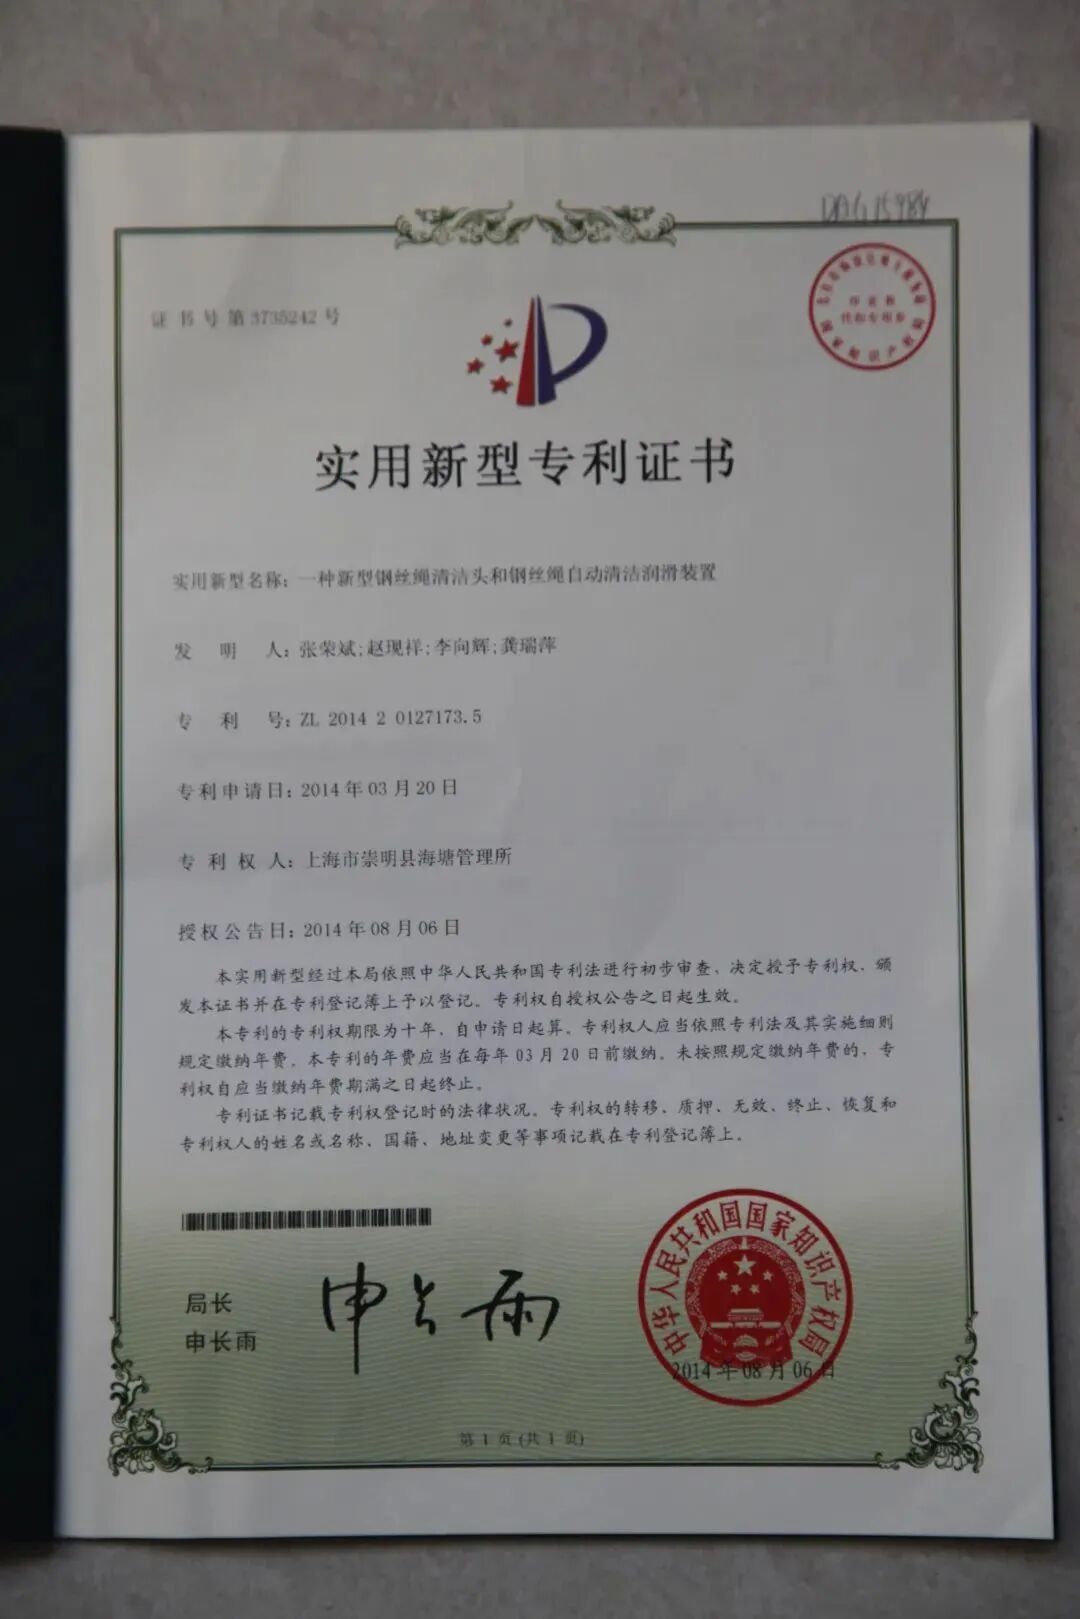 DAG15984
证书号第3735242号
实用新型专利证书
实用新型名称：一种新型钢丝绳清洁头和钢丝绳自动清洁润滑装置
发明人：张荣斌;赵现祥;李向辉;龚瑞萍
专利号：ZL 2014 2 0127173.5
专利申请日：2014年03月20日
专利权人：上海市崇明县海塘管理所
授权公告日：2014年08月06日
本实用新型经过本局依照中华人民共和国专利法进行初步审查，决定授予专利权，颁
发本证书并在专利登记簿上予以登记。专利权自授权公告之日起生效。
本专利的专利权期限为十年，自申请日起算。专利权人应当依照专利法及其实施细则
规定缴纳年费。本专利的年费应当在每年03月20日前缴纳。未按照规定缴纳年费的，专
利权自应当缴纳年费期满之日起终止。
专利证书记载专利权登记时的法律状况。专利权的转移、质押、无效、终止、恢复和
专利权人的姓名或名称、国籍、地址变更等事项记载在专利登记簿上。
局长
申长雨
申长雨
中华人民共和国国家知识产权局
2014年08月06日
第1页(共1页)